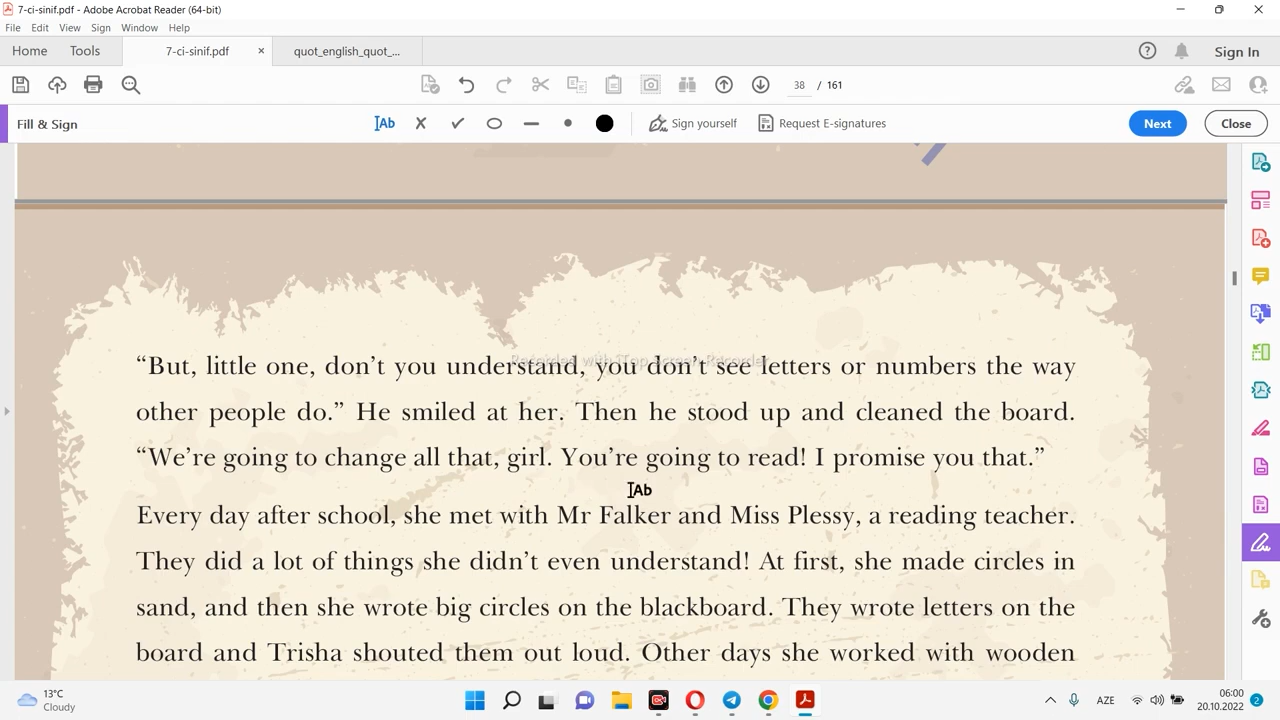 7-ci-sinif.pdf - Adobe Acrobat Reader (64-bit)
File Edit View Sign Window Help
Home Tools 7-ci-sinif.pdf × quot_english_quot_... Sign In
38 / 161
Fill & Sign Ab Sign yourself Request E-signatures Next Close
Recorded with iTop Screen Recorder
“But, little one, don’t you understand, you don’t see letters or numbers the way
other people do.” He smiled at her. Then he stood up and cleaned the board.
“We’re going to change all that, girl. You’re going to read! I promise you that.”
Ab
Every day after school, she met with Mr Falker and Miss Plessy, a reading teacher.
They did a lot of things she didn’t even understand! At first, she made circles in
sand, and then she wrote big circles on the blackboard. They wrote letters on the
board and Trisha shouted them out loud. Other days she worked with wooden
13°C
Cloudy
AZE
06:00
20.10.2022
2